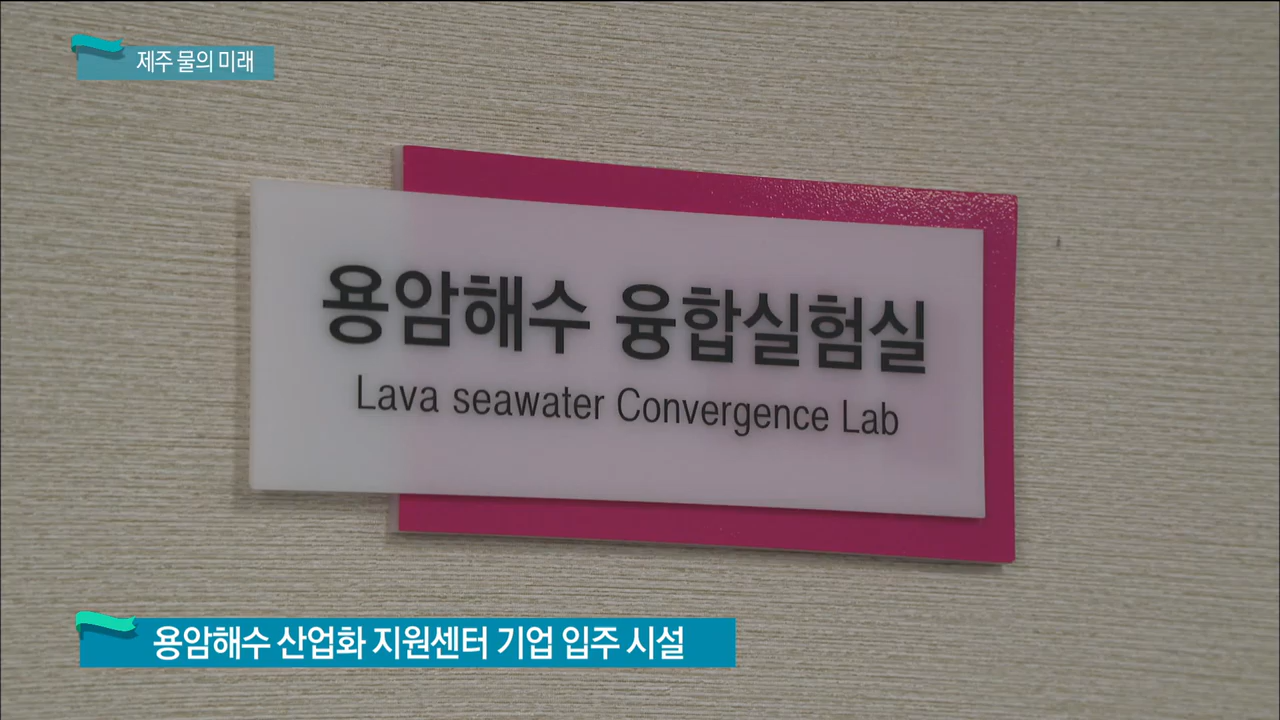 제주 물의 미래
용암해수 융합실험실
Lava seawater Convergence Lab
용암해수 산업화 지원센터 기업 입주 시설